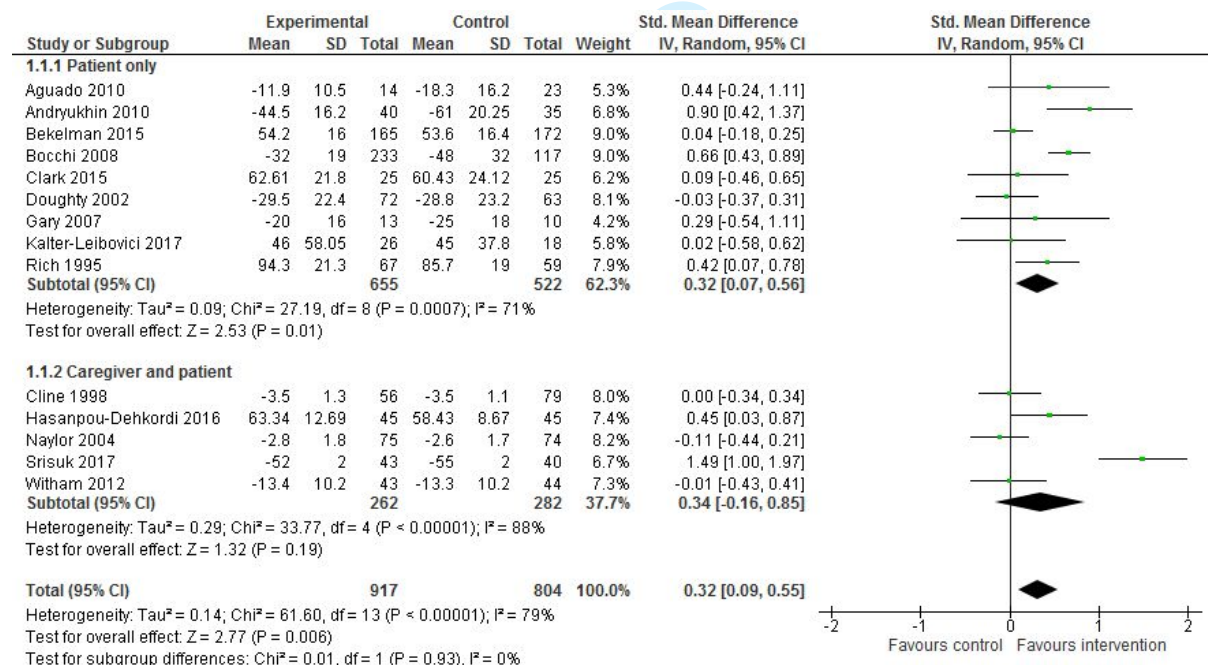 Experimental Control Std. Mean Difference Std. Mean Difference
Study or Subgroup Mean SD Total Mean SD Total Weight IV, Random, 95% CI IV, Random, 95% CI
1.1.1 Patient only
Aguado 2010 -11.9 10.5 14 -18.3 16.2 23 5.3% 0.44 [-0.24, 1.11]
Andryukhin 2010 -44.5 16.2 40 -61 20.25 35 6.8% 0.90 [0.42, 1.37]
Bekelman 2015 54.2 16 165 53.6 16.4 172 9.0% 0.04 [-0.18, 0.25]
Bocchi 2008 -32 19 233 -48 32 117 9.0% 0.66 [0.43, 0.89]
Clark 2015 62.61 21.8 25 60.43 24.12 25 6.2% 0.09 [-0.46, 0.65]
Doughty 2002 -29.5 22.4 72 -28.8 23.2 63 8.0% -0.03 [-0.37, 0.31]
Gary 2007 -20 16 13 -25 18 10 4.2% 0.29 [-0.54, 1.11]
Kalter-Leibovici 2017 46 58.05 26 45 37.8 18 5.8% 0.02 [-0.58, 0.62]
Rich 1995 94.3 21.3 67 85.7 19 59 7.9% 0.42 [0.07, 0.78]
Subtotal (95% CI) 655 522 62.3% 0.32 [0.07, 0.56]
Heterogeneity: Tau² = 0.09; Chi² = 27.19, df = 8 (P = 0.0007); I² = 71%
Test for overall effect: Z = 2.53 (P = 0.01)
1.1.2 Caregiver and patient
Cline 1998 -3.5 1.3 56 -3.5 1.1 79 8.0% 0.00 [-0.34, 0.34]
Hasanpou-Dehkordi 2016 63.34 12.69 45 58.43 8.67 45 7.4% 0.45 [0.03, 0.87]
Naylor 2004 -2.8 1.8 75 -2.6 1.7 74 8.2% -0.11 [-0.44, 0.21]
Srisuk 2017 -52 2 43 -55 2 40 6.7% 1.49 [1.00, 1.97]
Witham 2012 -13.4 10.2 43 -13.3 10.2 44 7.3% -0.01 [-0.43, 0.41]
Subtotal (95% CI) 262 282 37.7% 0.34 [-0.16, 0.85]
Heterogeneity: Tau² = 0.29; Chi² = 33.77, df = 4 (P < 0.00001); I² = 88%
Test for overall effect: Z = 1.32 (P = 0.19)
Total (95% CI) 917 804 100.0% 0.32 [0.09, 0.55]
Heterogeneity: Tau² = 0.14; Chi² = 61.60, df = 13 (P < 0.00001); I² = 79%
Test for overall effect: Z = 2.77 (P = 0.006)
Test for subgroup differences: Chi² = 0.01, df = 1 (P = 0.93), I² = 0%
-2 -1 0 1 2
Favours control Favours intervention